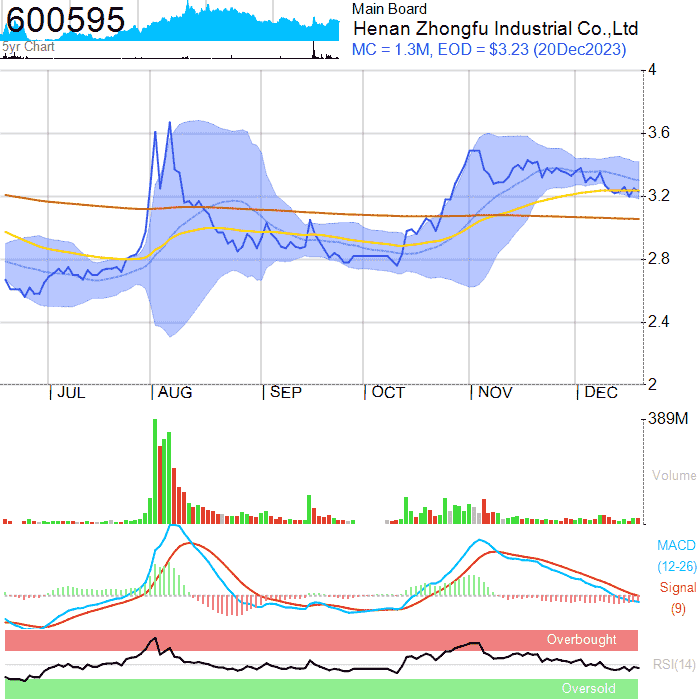 600595
5yr Chart
Main Board
Henan Zhongfu Industrial Co.,Ltd
MC = 1.3M, EOD = $3.23 (20Dec2023)
4
3.6
3.2
2.8
2.4
2
JUL AUG SEP OCT NOV DEC
389M
Volume
MACD
(12-26)
Signal
(9)
Overbought
RSI(14)
Oversold